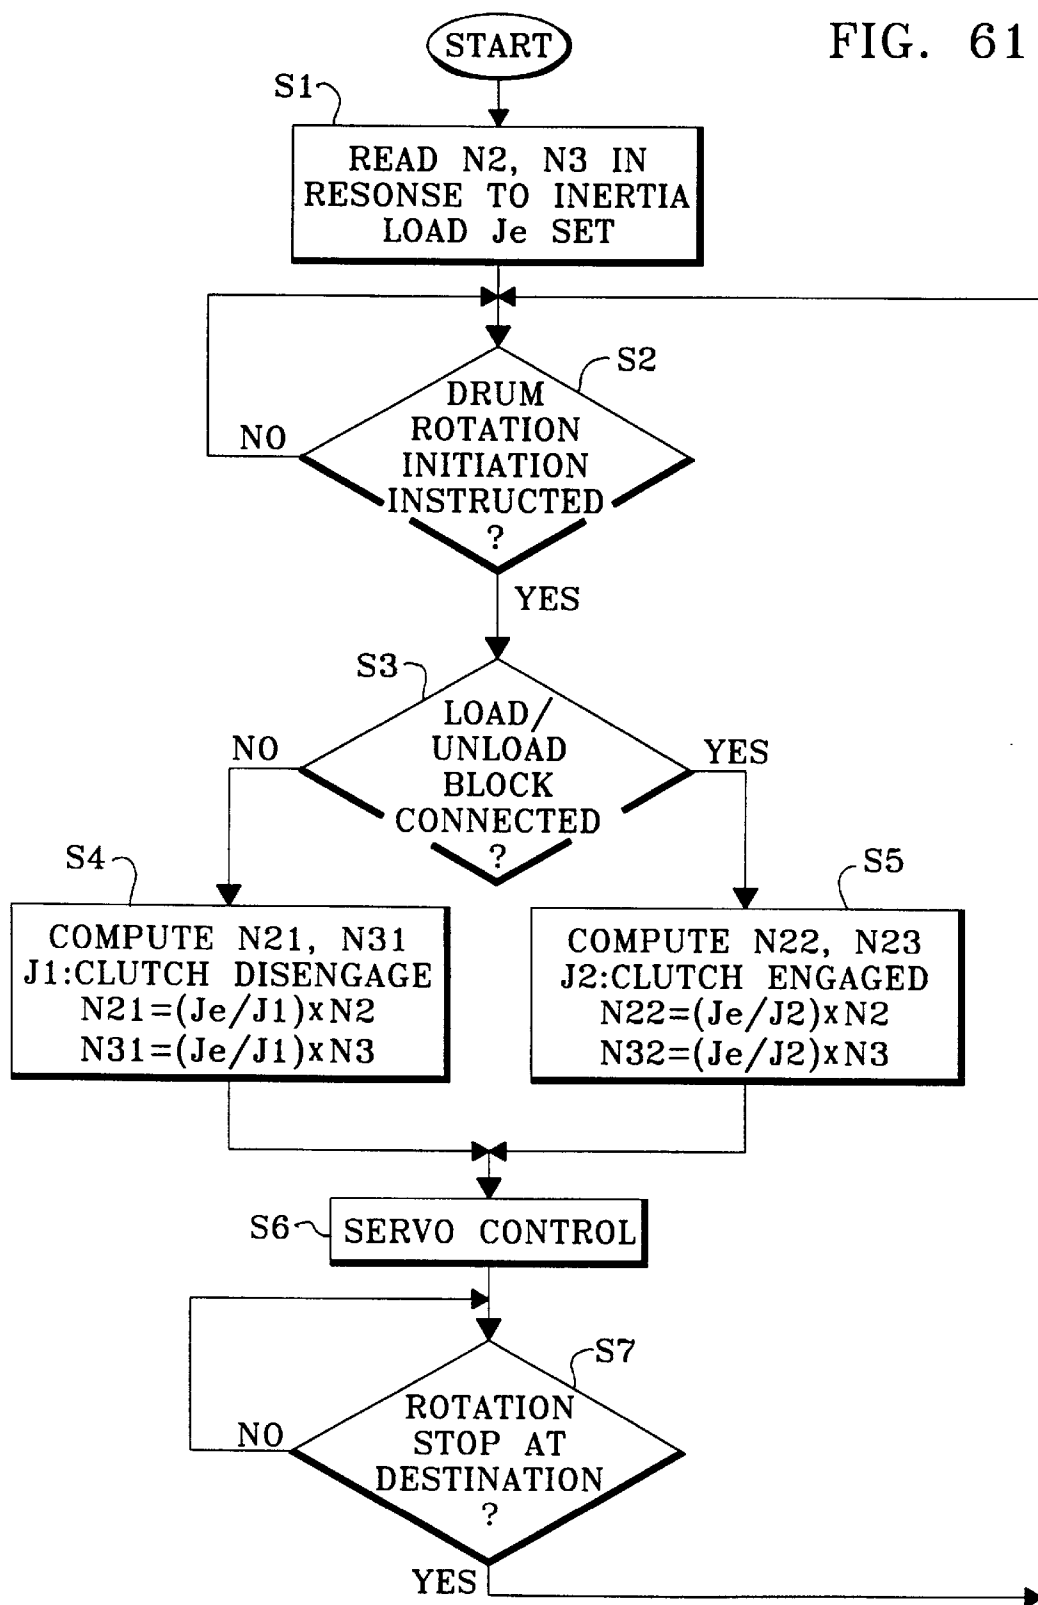 FIG. 61
START
S1
READ N2, N3 IN
RESONSE TO INERTIA
LOAD Je SET
S2
DRUM
ROTATION
INITIATION
INSTRUCTED
?
NO
YES
S3
LOAD/
UNLOAD
BLOCK
CONNECTED
?
NO
YES
S4
COMPUTE N21, N31
J1:CLUTCH DISENGAGE
N21=(Je/J1)xN2
N31=(Je/J1)xN3
S5
COMPUTE N22, N23
J2:CLUTCH ENGAGED
N22=(Je/J2)xN2
N32=(Je/J2)xN3
S6
SERVO CONTROL
S7
ROTATION
STOP AT
DESTINATION
?
NO
YES